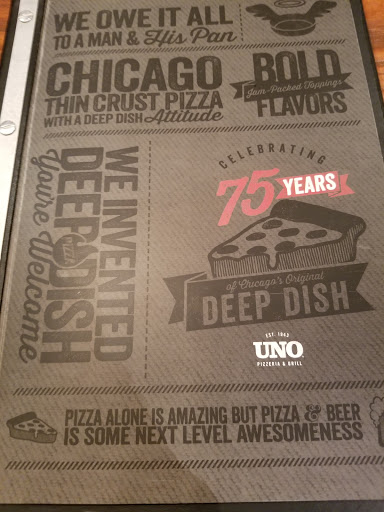 WE OWE IT ALL
TO A MAN & His Pan
CHICAGO
THIN CRUST PIZZA
WITH A DEEP DISH Attitude
BOLD
Jam-Packed Toppings
FLAVORS
WE INVENTED
DEEP DISH
PIZZA
You're Welcome
CELEBRATING
75 YEARS
of Chicago's Original
DEEP DISH
EST. 1943
UNO
PIZZERIA & GRILL
PIZZA ALONE IS AMAZING BUT PIZZA & BEER
IS SOME NEXT LEVEL AWESOMENESS